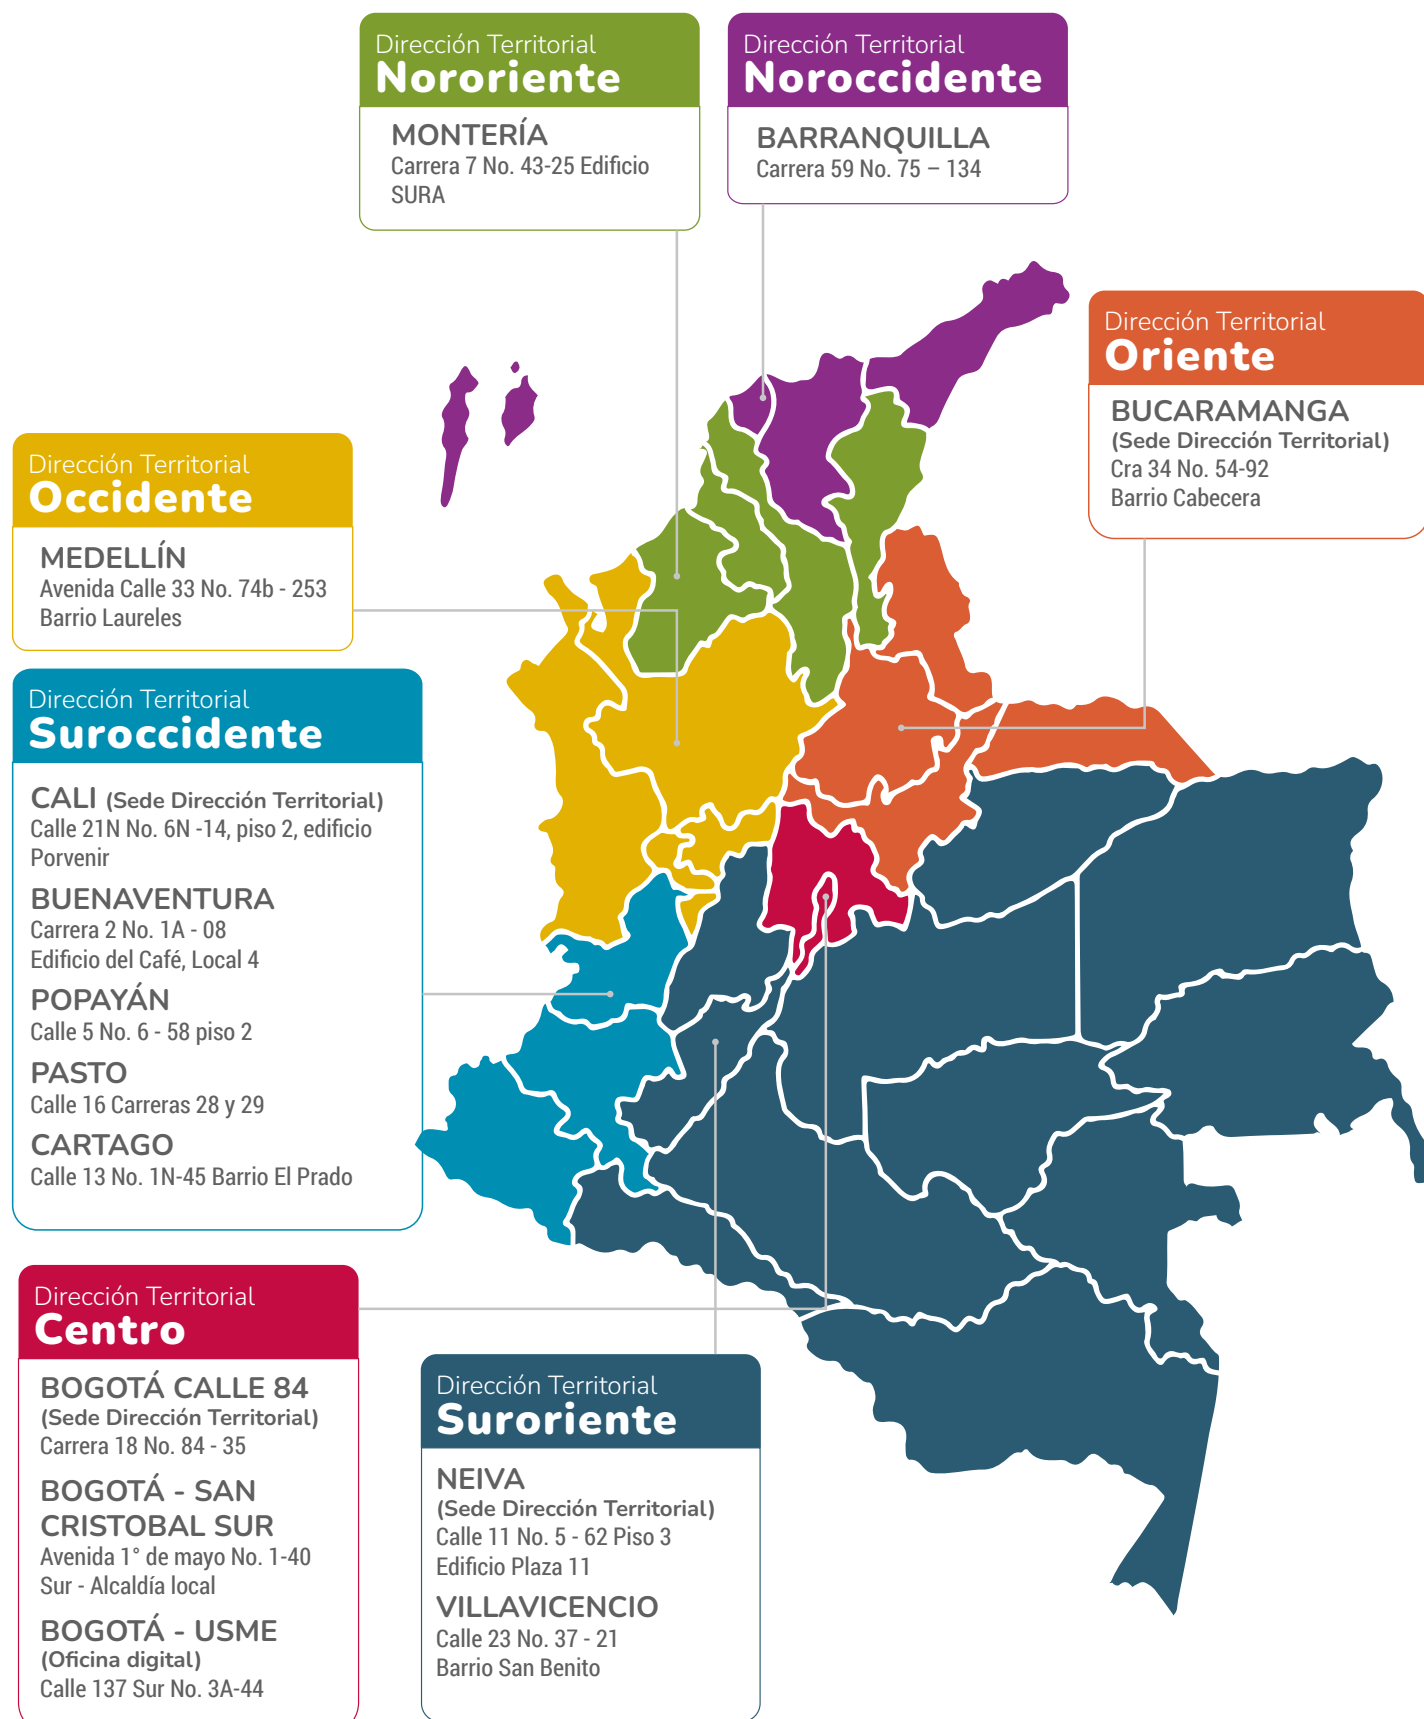 Dirección Territorial
Nororiente
MONTERÍA
Carrera 7 No. 43-25 Edificio
SURA
Dirección Territorial
Noroccidente
BARRANQUILLA
Carrera 59 No. 75 – 134
Dirección Territorial
Oriente
BUCARAMANGA
(Sede Dirección Territorial)
Cra 34 No. 54-92
Barrio Cabecera
Dirección Territorial
Occidente
MEDELLÍN
Avenida Calle 33 No. 74b - 253
Barrio Laureles
Dirección Territorial
Suroccidente
CALI (Sede Dirección Territorial)
Calle 21N No. 6N -14, piso 2, edificio
Porvenir
BUENAVENTURA
Carrera 2 No. 1A - 08
Edificio del Café, Local 4
POPAYÁN
Calle 5 No. 6 - 58 piso 2
PASTO
Calle 16 Carreras 28 y 29
CARTAGO
Calle 13 No. 1N-45 Barrio El Prado
Dirección Territorial
Centro
BOGOTÁ CALLE 84
(Sede Dirección Territorial)
Carrera 18 No. 84 - 35
BOGOTÁ - SAN
CRISTOBAL SUR
Avenida 1° de mayo No. 1-40
Sur - Alcaldía local
BOGOTÁ - USME
(Oficina digital)
Calle 137 Sur No. 3A-44
Dirección Territorial
Suroriente
NEIVA
(Sede Dirección Territorial)
Calle 11 No. 5 - 62 Piso 3
Edificio Plaza 11
VILLAVICENCIO
Calle 23 No. 37 - 21
Barrio San Benito